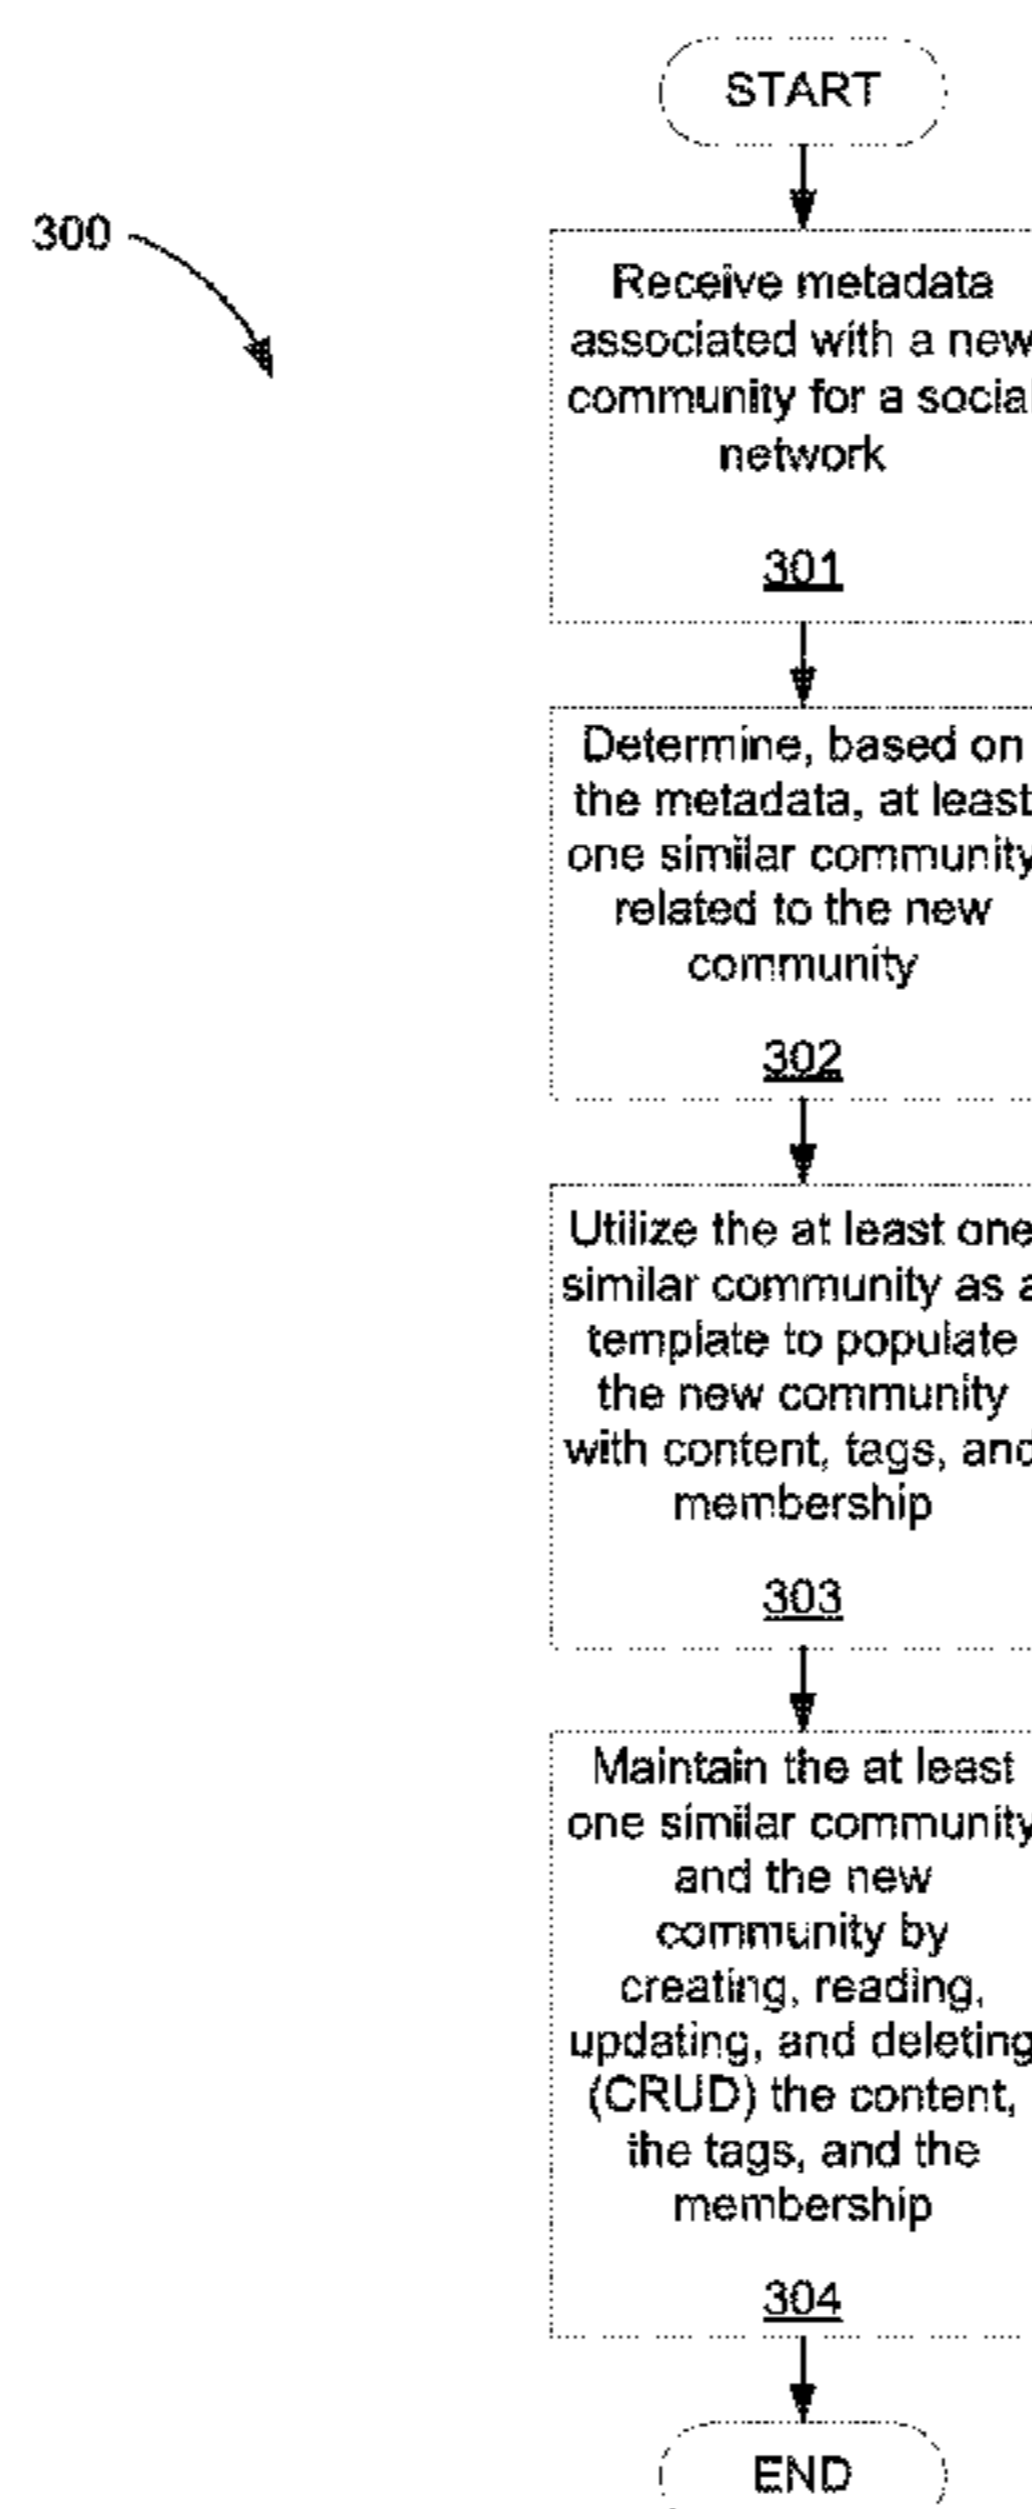 START
300
Receive metadata
associated with a new
community for a social
network
301
Determine, based on
the metadata, at least
one similar community
related to the new
community
302
Utilize the at least one
similar community as a
template to populate
the new community
with content, tags, and
membership
303
Maintain the at least
one similar community
and the new
community by
creating, reading,
updating, and deleting
(CRUD) the content,
the tags, and the
membership
304
END